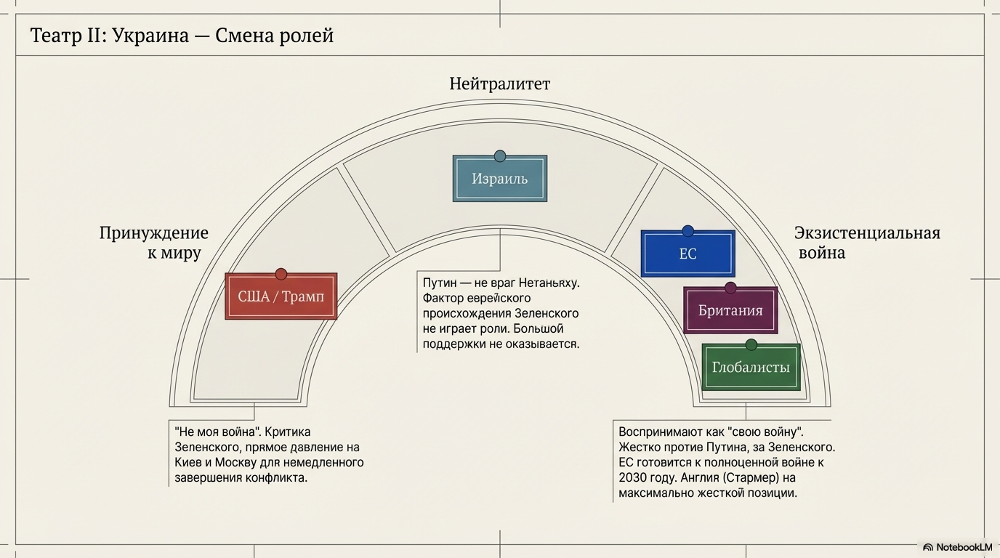 Театр II: Украина — Смена ролей
Нейтралитет
Израиль
Принуждение
к миру
Экзистенциальная
война
ЕС
США / Трамп
Британия
Глобалисты
Путин — не враг Нетаньяху.
Фактор еврейского
происхождения Зеленского
не играет роли. Большой
поддержки не оказывается.
"Не моя война". Критика
Зеленского, прямое давление на
Киев и Москву для немедленного
завершения конфликта.
Воспринимают как "свою войну".
Жестко против Путина, за Зеленского.
ЕС готовится к полноценной войне к
2030 году. Англия (Стармер) на
максимально жесткой позиции.
NotebookLM